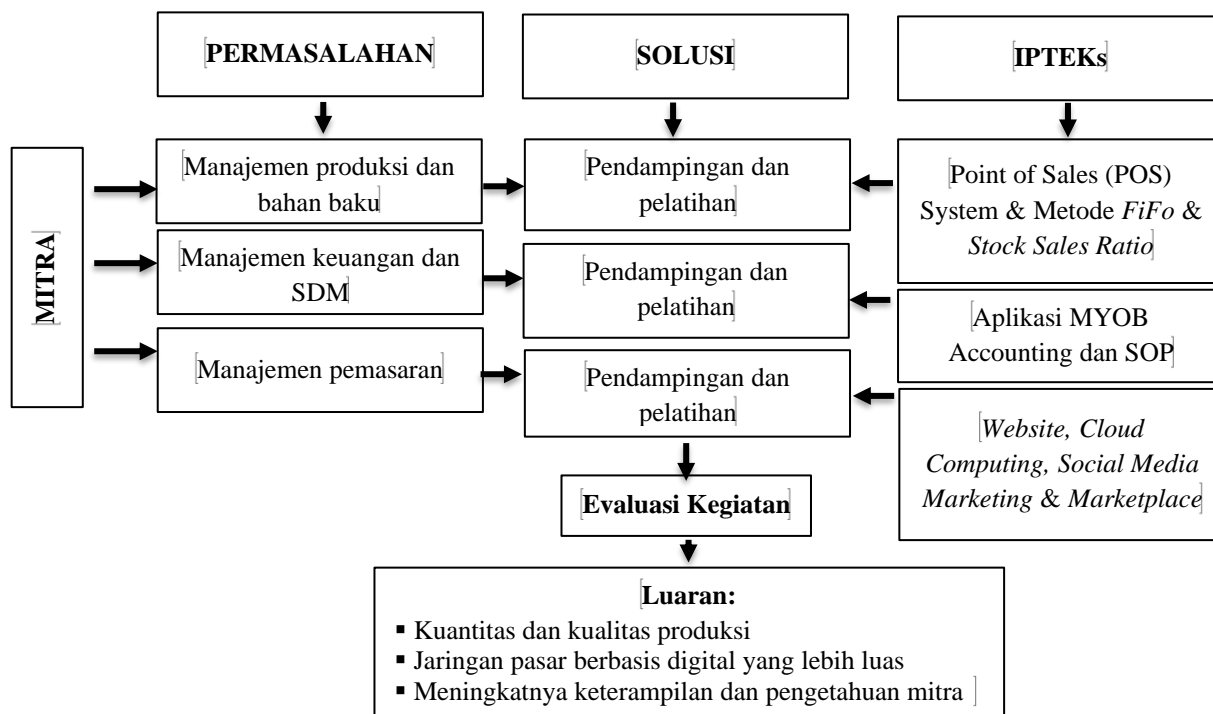 PERMASALAHAN
SOLUSI
IPTEKs
MITRA
Manajemen produksi dan
bahan baku
Pendampingan dan
pelatihan
Point of Sales (POS)
System & Metode FiFo &
Stock Sales Ratio
Manajemen keuangan dan
SDM
Pendampingan dan
pelatihan
Aplikasi MYOB
Accounting dan SOP
Manajemen pemasaran
Pendampingan dan
pelatihan
Website, Cloud
Computing, Social Media
Marketing & Marketplace
Evaluasi Kegiatan
Luaran:
▪ Kuantitas dan kualitas produksi
▪ Jaringan pasar berbasis digital yang lebih luas
▪ Meningkatnya keterampilan dan pengetahuan mitra